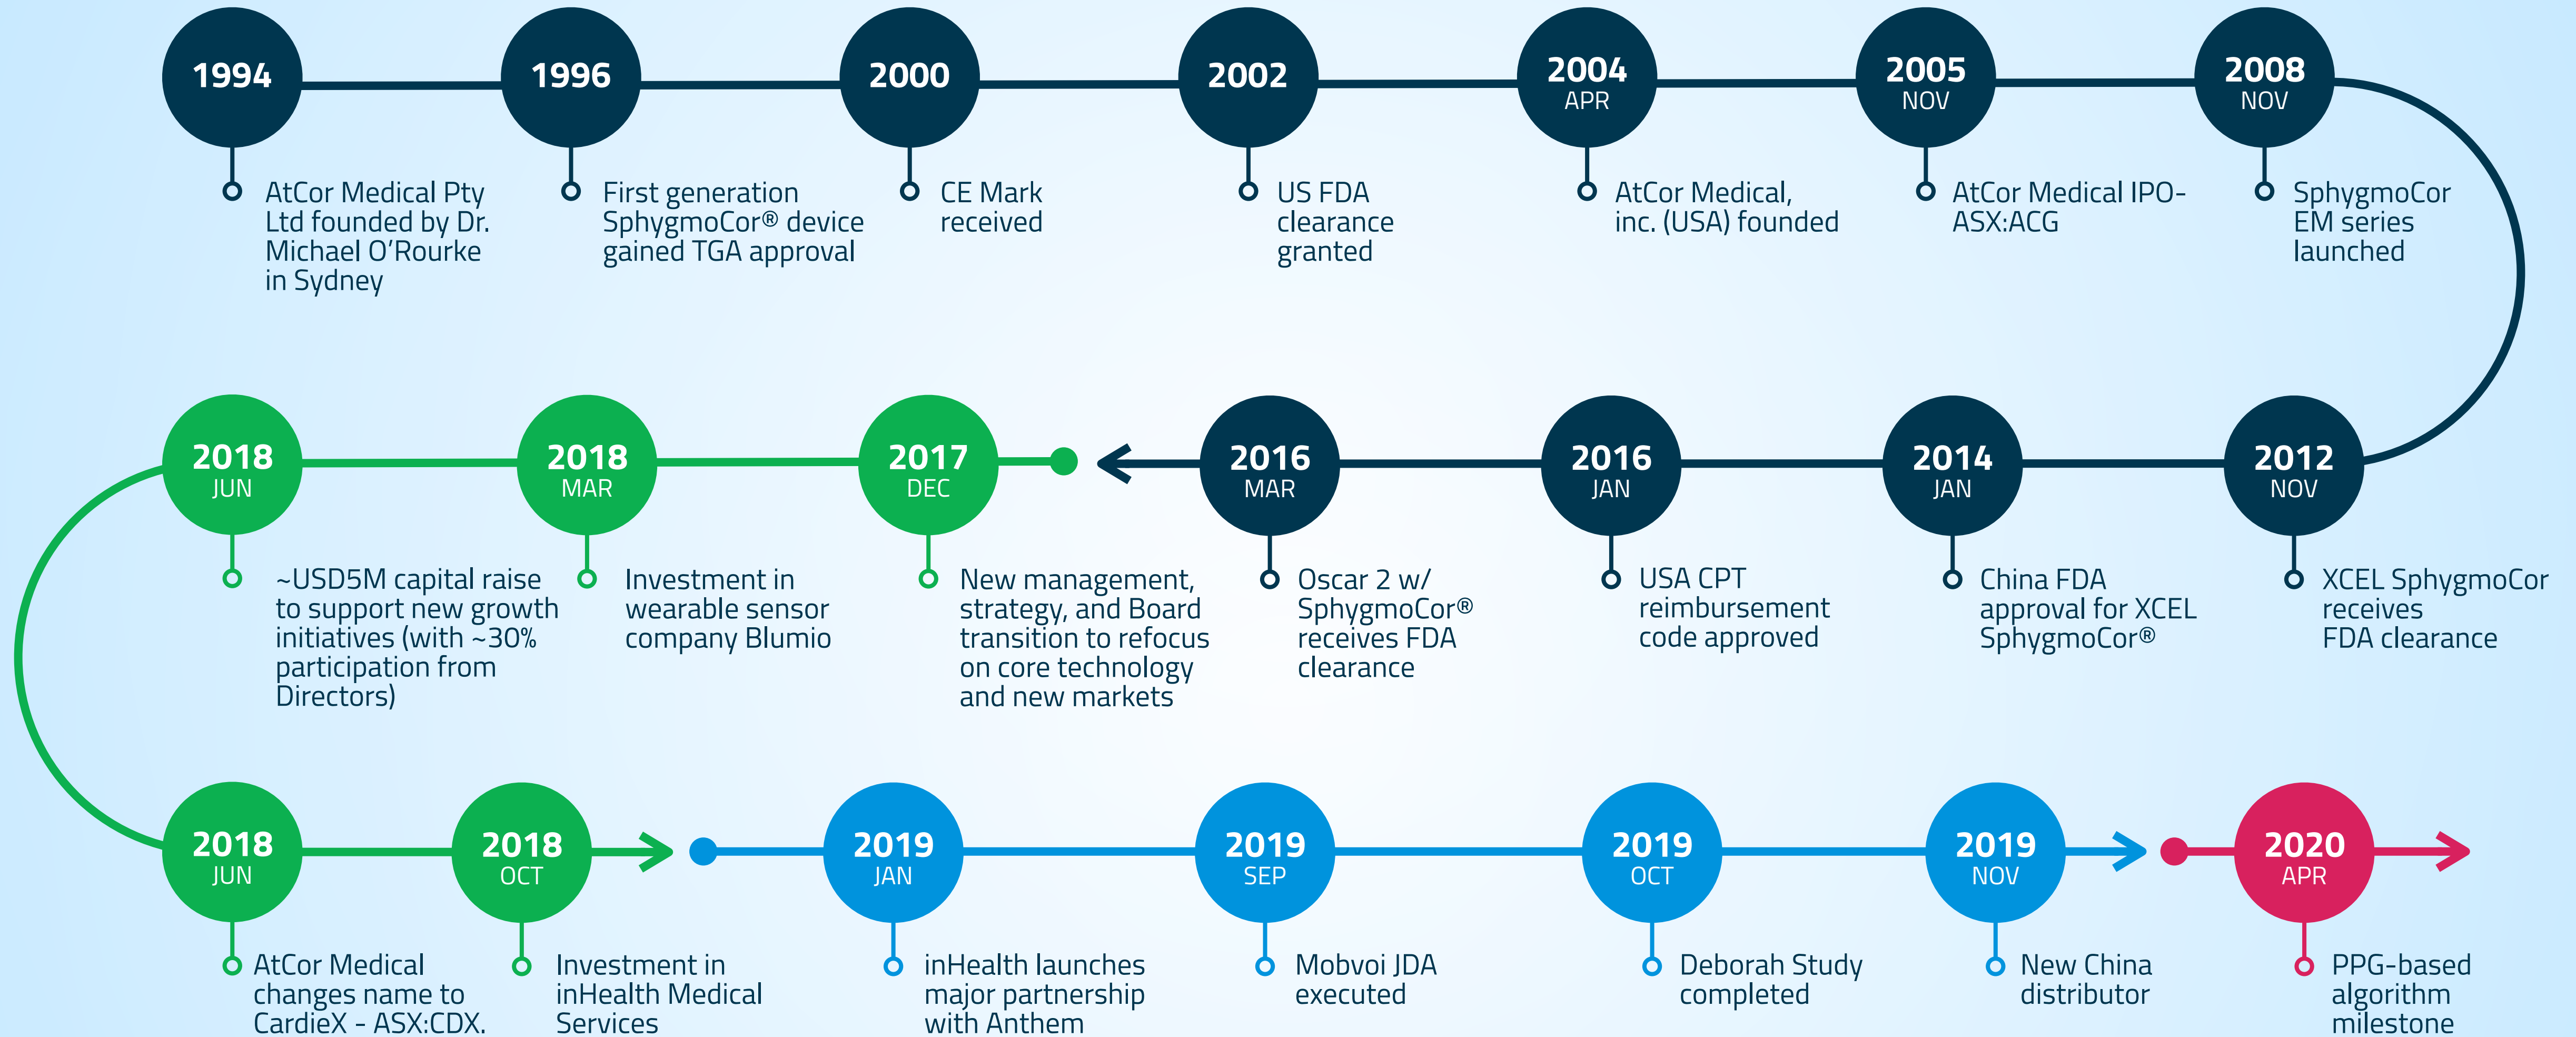 1994
AtCor Medical Pty
Ltd founded by Dr.
Michael O'Rourke
in Sydney
1996
First generation
SphygmoCor® device
gained TGA approval
2000
CE Mark
received
2002
US FDA
clearance
granted
2004
APR
AtCor Medical,
inc. (USA) founded
2005
NOV
AtCor Medical IPO-
ASX:ACG
2008
NOV
SphygmoCor
EM series
launched
2012
NOV
XCEL SphygmoCor
receives
FDA clearance
2014
JAN
China FDA
approval for XCEL
SphygmoCor®
2016
JAN
USA CPT
reimbursement
code approved
2016
MAR
Oscar 2 w/
SphygmoCor®
receives FDA
clearance
2017
DEC
New management,
strategy, and Board
transition to refocus
on core technology
and new markets
2018
MAR
Investment in
wearable sensor
company Blumio
2018
JUN
~USD5M capital raise
to support new growth
initiatives (with ~30%
participation from
Directors)
2018
JUN
AtCor Medical
changes name to
CardieX - ASX:CDX.
2018
OCT
Investment in
inHealth Medical
Services
2019
JAN
inHealth launches
major partnership
with Anthem
2019
SEP
Mobvoi JDA
executed
2019
OCT
Deborah Study
completed
2019
NOV
New China
distributor
2020
APR
PPG-based
algorithm
milestone